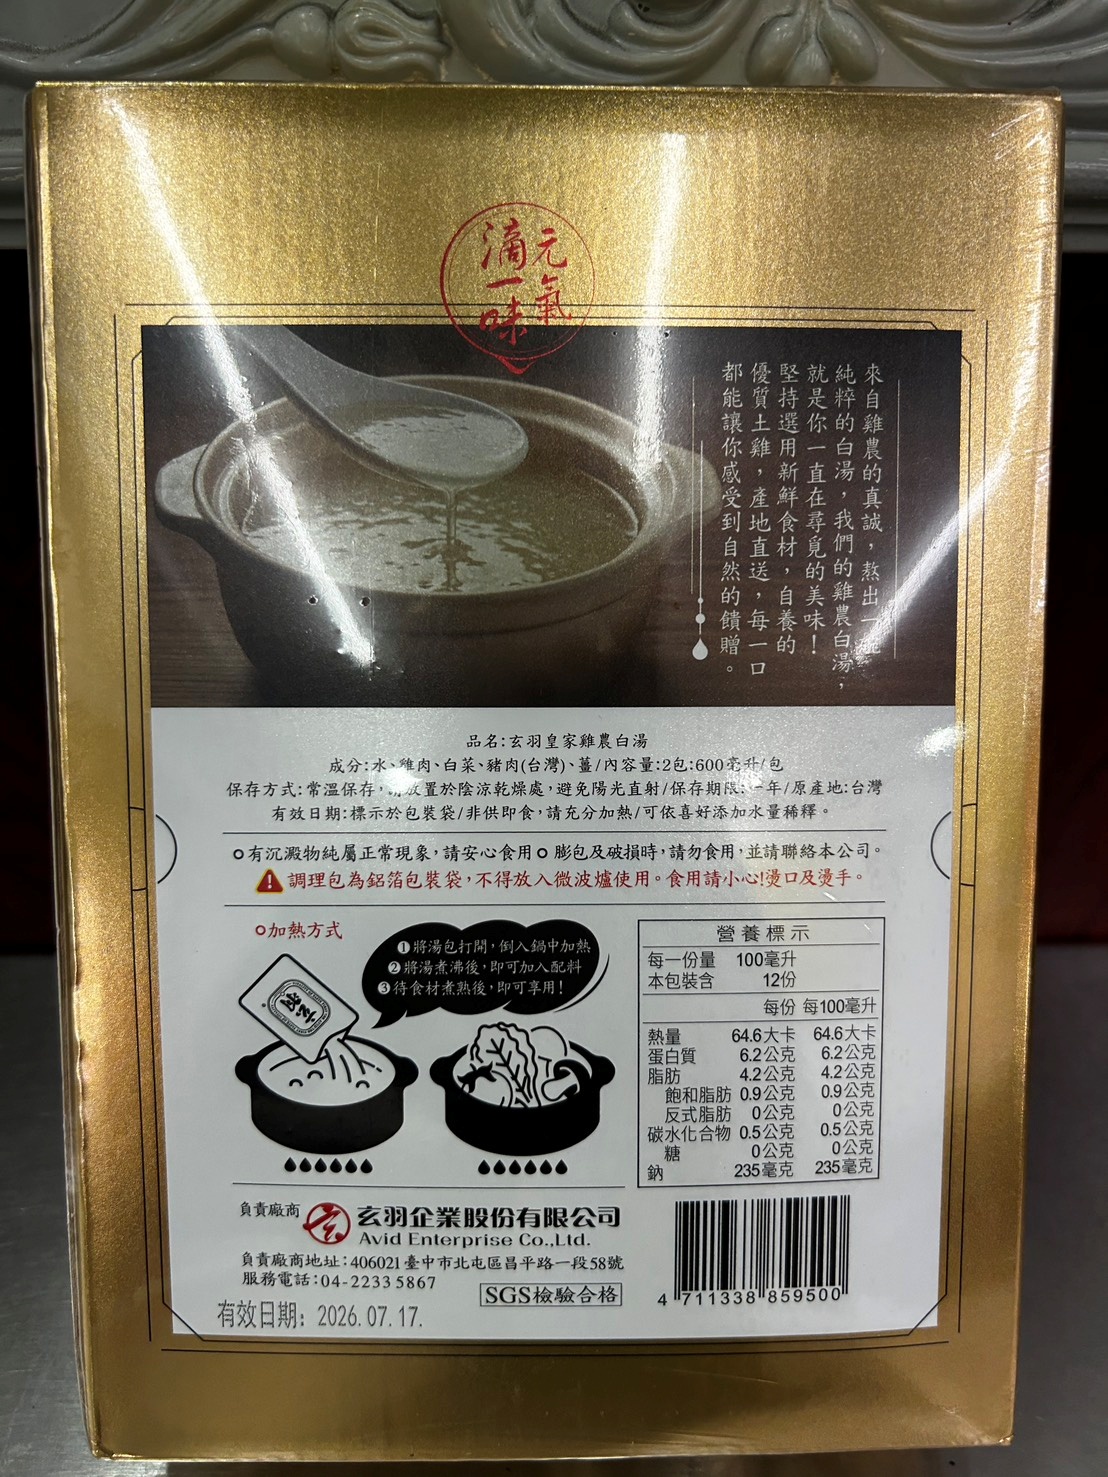 元氣
滴一味
來自雞農的真誠，熬出一碗
純粹的白湯，我們的雞農白湯，
就是你一直在尋覓的美味！
堅持選用新鮮食材，自養的
優質土雞，產地直送，每一口
都能讓你感受到自然的饋贈。
品名:玄羽皇家雞農白湯
成分:水、雞肉、白菜、豬肉(台灣)、薑/內容量:2包:600毫升/包
保存方式:常溫保存，請放置於陰涼乾燥處，避免陽光直射/保存期限:一年/原產地:台灣
有效日期:標示於包裝袋/非供即食，請充分加熱/可依喜好添加水量稀釋。
有沉澱物純屬正常現象，請安心食用 膨包及破損時，請勿食用，並請聯絡本公司。
調理包為鋁箔包裝袋，不得放入微波爐使用。食用請小心!燙口及燙手。
加熱方式
❶將湯包打開，倒入鍋中加熱
❷將湯煮沸後，即可加入配料
❸待食材煮熟後，即可享用!
營養標示
每一份量 100毫升
本包裝含 12份
每份 每100毫升
熱量 64.6大卡 64.6大卡
蛋白質 6.2公克 6.2公克
脂肪 4.2公克 4.2公克
飽和脂肪 0.9公克 0.9公克
反式脂肪 0公克 0公克
碳水化合物 0.5公克 0.5公克
糖 0公克 0公克
鈉 235毫克 235毫克
負責廠商
玄羽企業股份有限公司
Avid Enterprise Co.,Ltd.
負責廠商地址:406021臺中市北屯區昌平路一段58號
服務電話:04-22335867
SGS檢驗合格
有效日期: 2026.07.17.
4 711338 859500